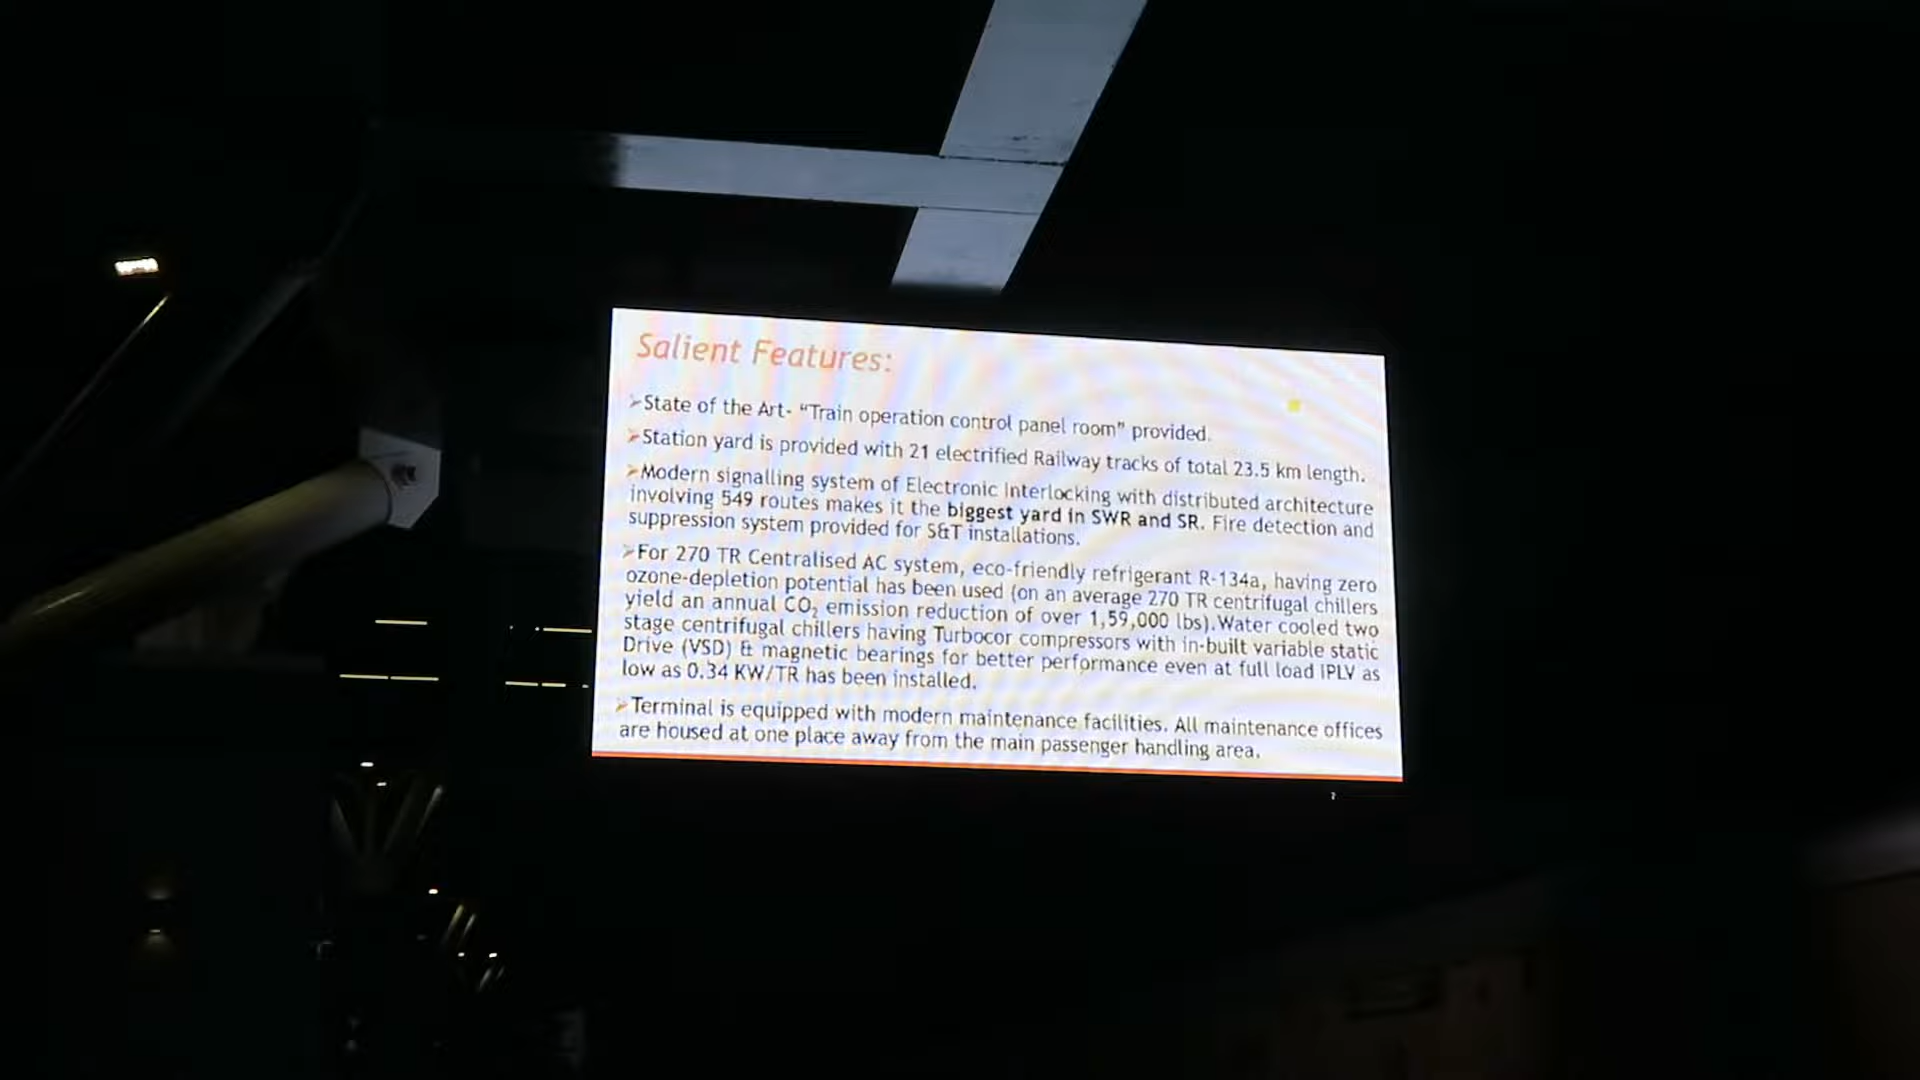 Salient Features:
➢State of the Art- “Train operation control panel room” provided.
➢Station yard is provided with 21 electrified Railway tracks of total 23.5 km length.
➢Modern signalling system of Electronic Interlocking with distributed architecture
involving 549 routes makes it the biggest yard in SWR and SR. Fire detection and
suppression system provided for S&T installations.
➢For 270 TR Centralised AC system, eco-friendly refrigerant R-134a, having zero
ozone-depletion potential has been used (on an average 270 TR centrifugal chillers
yield an annual CO₂ emission reduction of over 1,59,000 lbs).Water cooled two
stage centrifugal chillers having Turbocor compressors with in-built variable static
Drive (VSD) & magnetic bearings for better performance even at full load IPLV as
low as 0.34 KW/TR has been installed.
➢Terminal is equipped with modern maintenance facilities. All maintenance offices
are housed at one place away from the main passenger handling area.